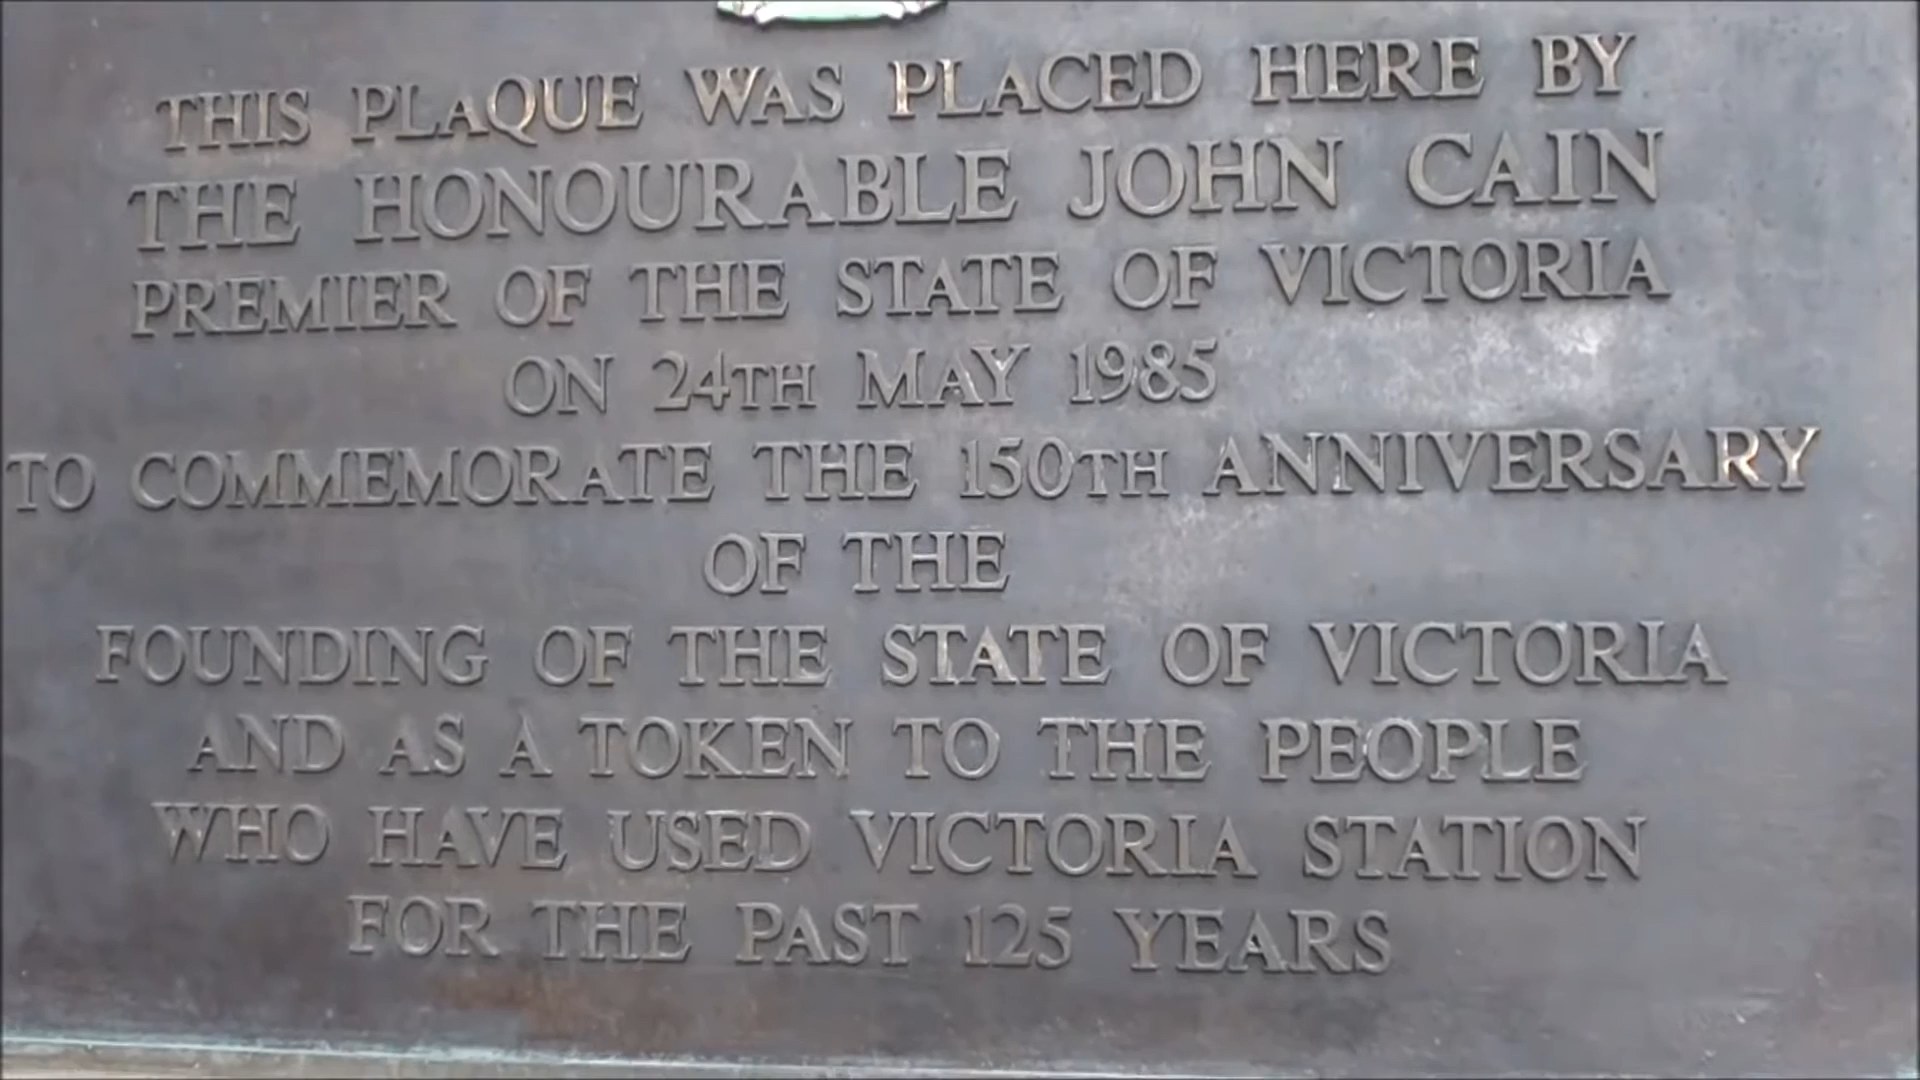 THIS PLAQUE WAS PLACED HERE BY
THE HONOURABLE JOHN CAIN
PREMIER OF THE STATE OF VICTORIA
ON 24TH MAY 1985
TO COMMEMORATE THE 150TH ANNIVERSARY
OF THE
FOUNDING OF THE STATE OF VICTORIA
AND AS A TOKEN TO THE PEOPLE
WHO HAVE USED VICTORIA STATION
FOR THE PAST 125 YEARS